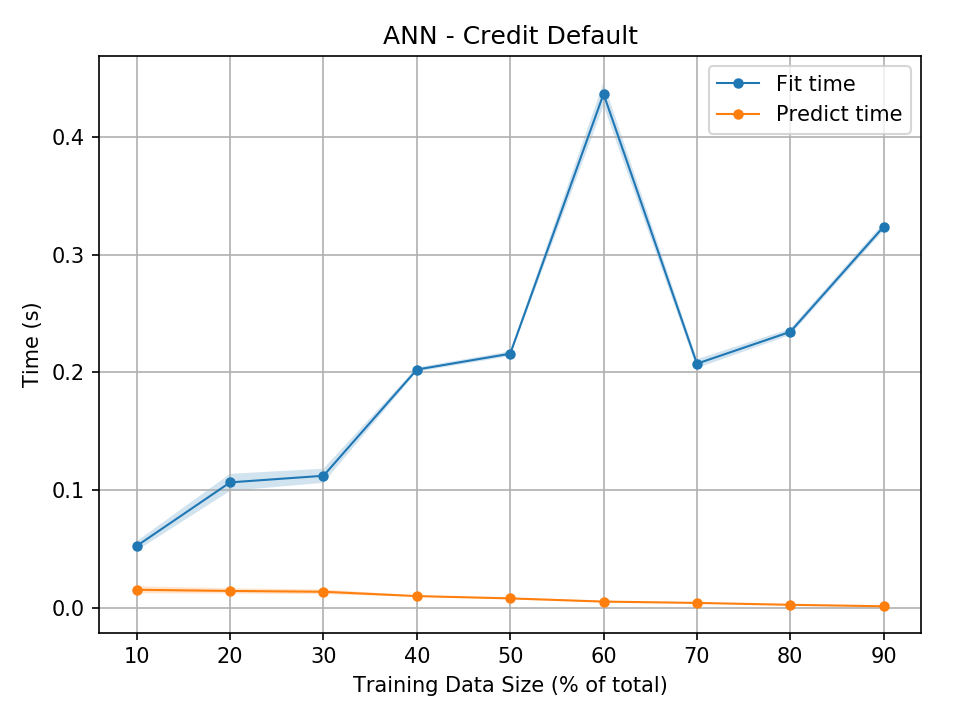 ANN - Credit Default
Fit time
Predict time
0.4
0.3
0.2
0.1
0.0
Time (s)
10 20 30 40 50 60 70 80 90
Training Data Size (% of total)